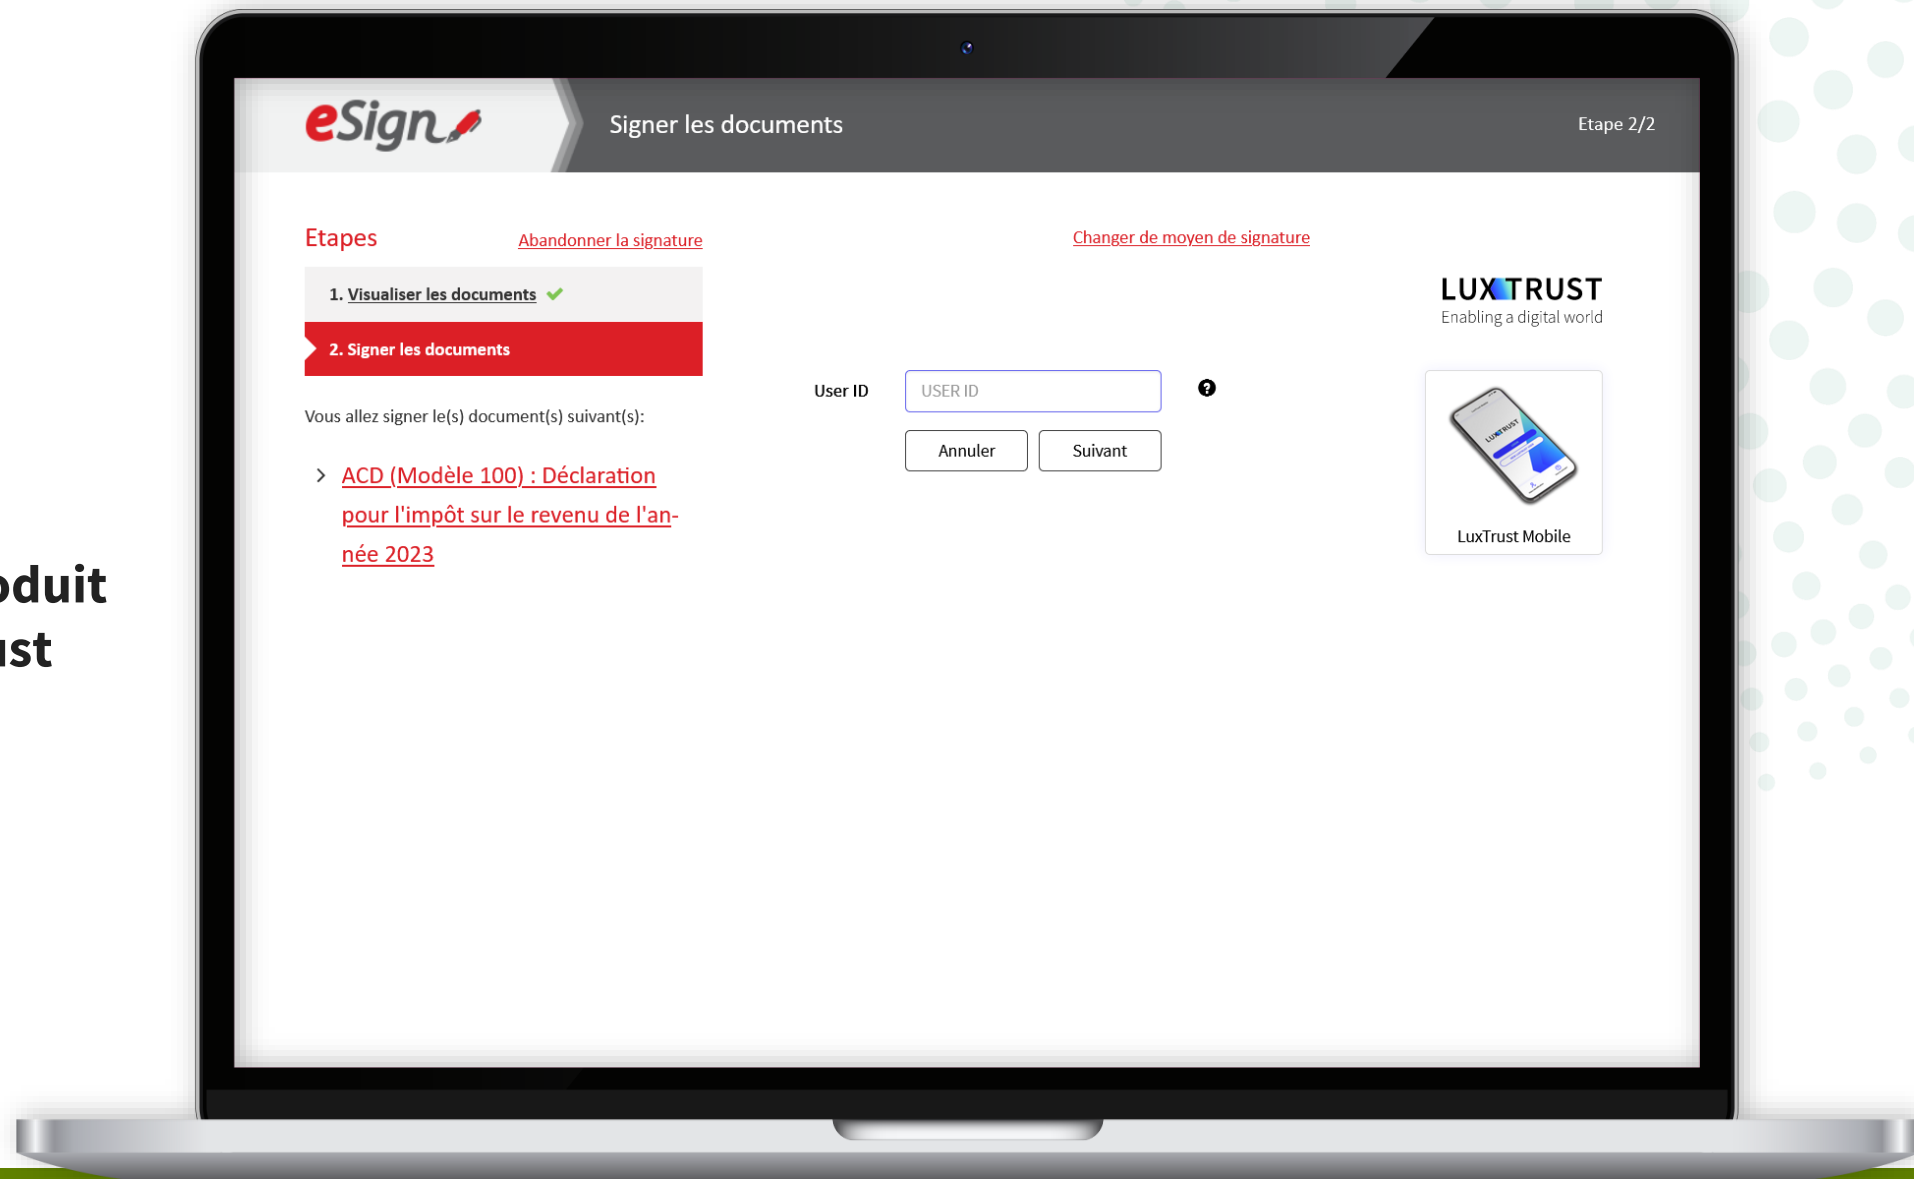 eSign
Signer les documents
Etape 2/2
Etapes
Abandonner la signature
1. Visualiser les documents
2. Signer les documents
Vous allez signer le(s) document(s) suivant(s):
ACD (Modèle 100) : Déclaration
pour l'impôt sur le revenu de l'an-
née 2023
Changer de moyen de signature
User ID
USER ID
?
Annuler
Suivant
LUXTRUST
Enabling a digital world
LUXTRUST
LuxTrust Mobile
oduit
ust